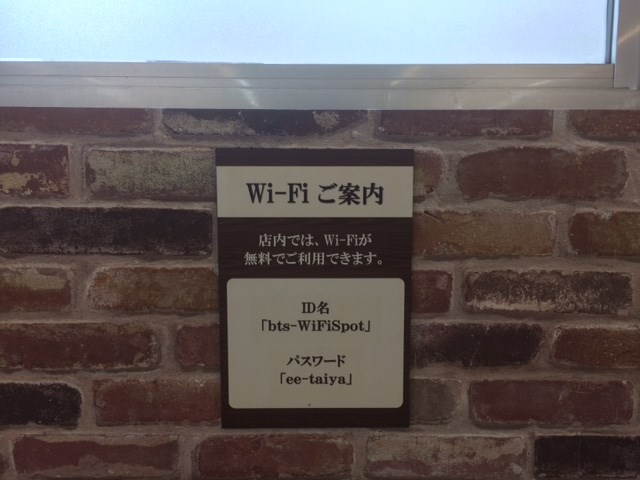 Wi-Fi ご案内
店内では、Wi-Fiが
無料でご利用できます。
ID名
「bts-WiFiSpot」
パスワード
「ee-taiya」